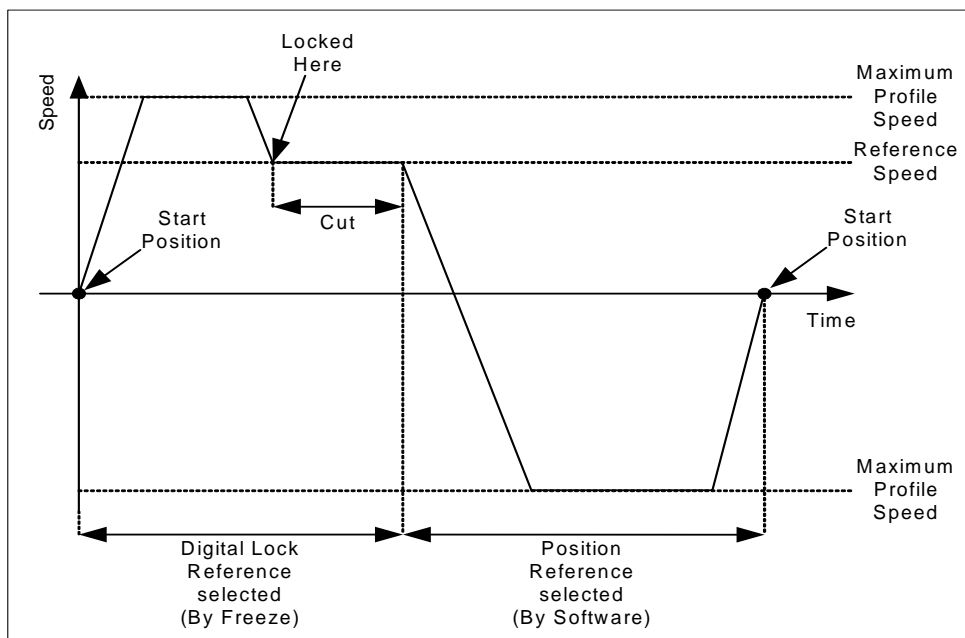 Locked
Here
Speed
Maximum
Profile
Speed
Reference
Speed
Start
Position
Cut
Start
Position
Time
Maximum
Profile
Speed
Digital Lock
Reference
selected
(By Freeze)
Position
Reference
selected
(By Software)